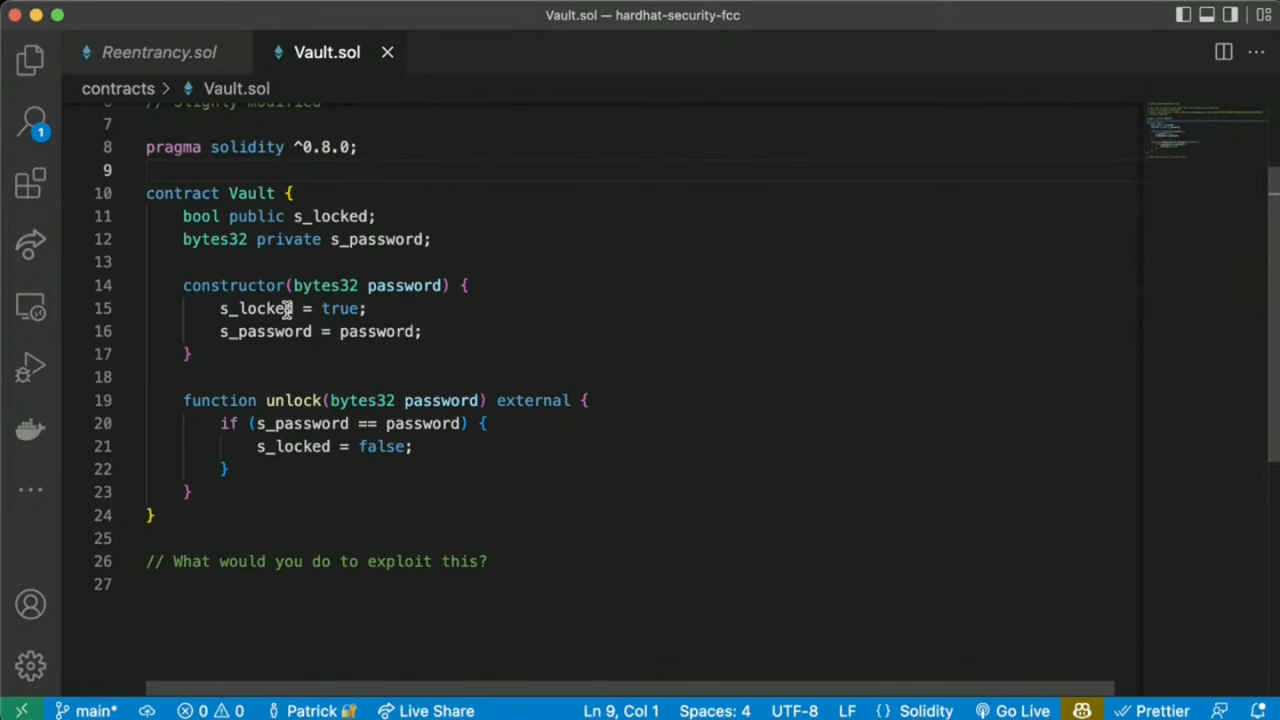 Vault.sol — hardhat-security-fcc
Reentrancy.sol
Vault.sol
contracts > Vault.sol
6 // Slighly modified
7
8 pragma solidity ^0.8.0;
9
10 contract Vault {
11 bool public s_locked;
12 bytes32 private s_password;
13
14 constructor(bytes32 password) {
15 s_locked = true;
16 s_password = password;
17 }
18
19 function unlock(bytes32 password) external {
20 if (s_password == password) {
21 s_locked = false;
22 }
23 }
24 }
25
26 // What would you do to exploit this?
27
1
main* 0 0 Patrick🔐 Live Share Ln 9, Col 1 Spaces: 4 UTF-8 LF {} Solidity Go Live Prettier